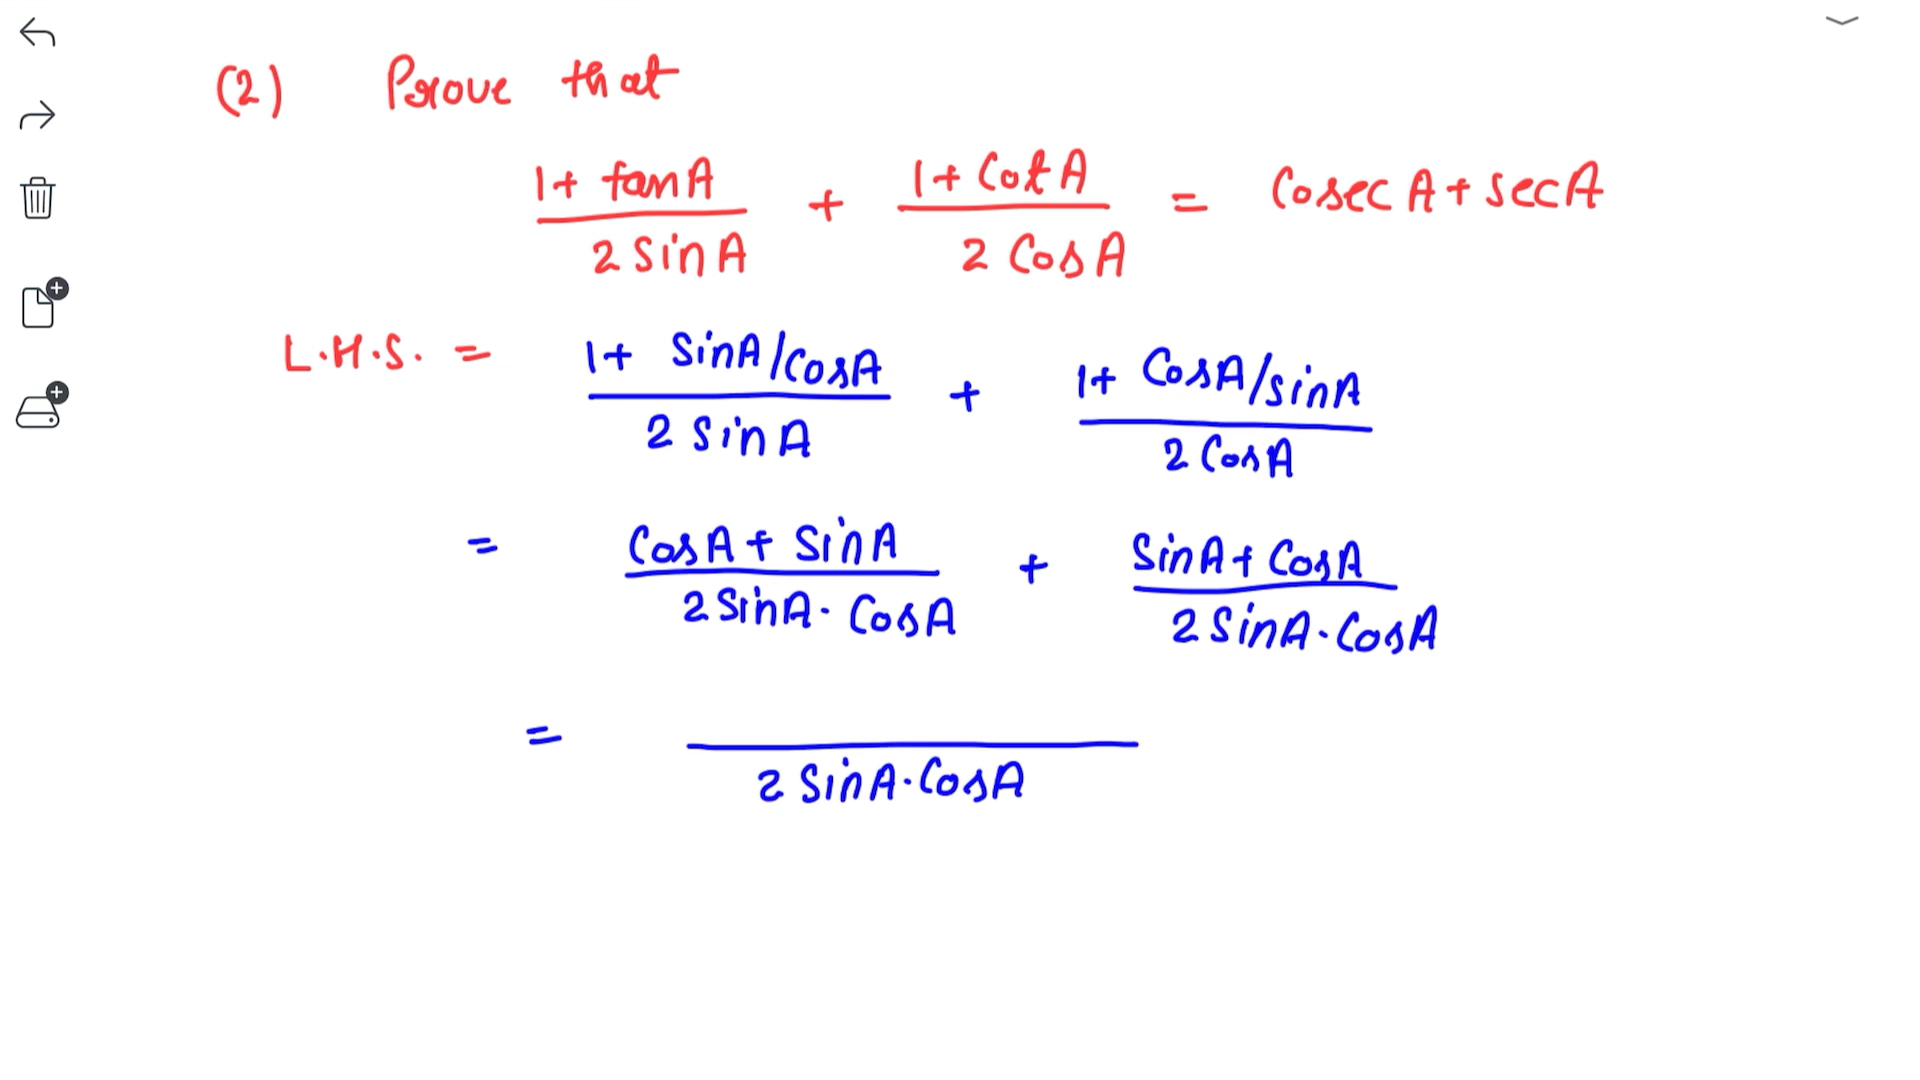 (2) Prove that
1+ tanA / 2 SinA + 1+ CotA / 2 CosA = Cosec A + secA
L.H.S. = 1+ SinA/CosA / 2 SinA + 1+ CosA/sinA / 2 CosA
= CosA + SinA / 2 SinA · CosA + SinA + CosA / 2 SinA · CosA
= / 2 SinA · CosA